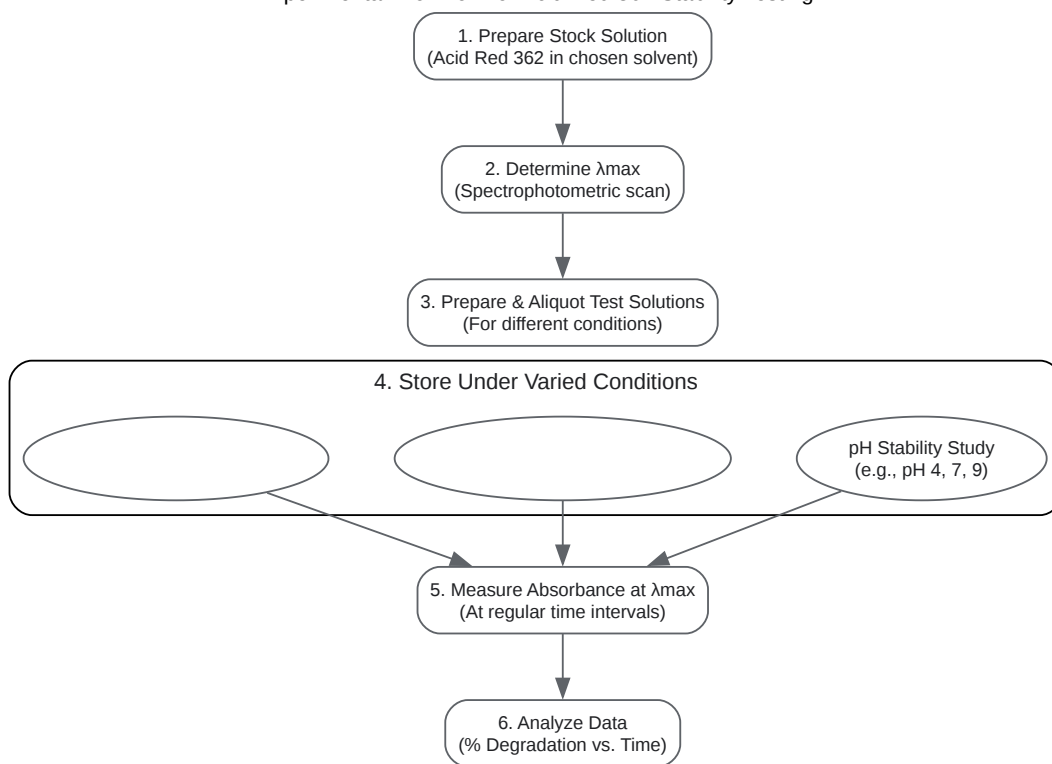 1. Prepare Stock Solution
(Acid Red 362 in chosen solvent)
2. Determine λmax
(Spectrophotometric scan)
3. Prepare & Aliquot Test Solutions
(For different conditions)
4. Store Under Varied Conditions
pH Stability Study
(e.g., pH 4, 7, 9)
5. Measure Absorbance at λmax
(At regular time intervals)
6. Analyze Data
(% Degradation vs. Time)